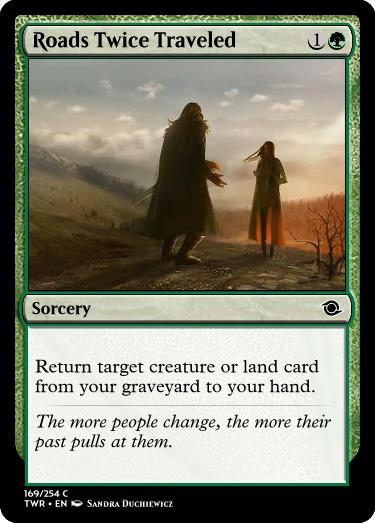 Roads Twice Traveled 1
Sorcery
Return target creature or land card
from your graveyard to your hand.
The more people change, the more their
past pulls at them.
169/254 C
TWR • EN Sandra Duchiewicz